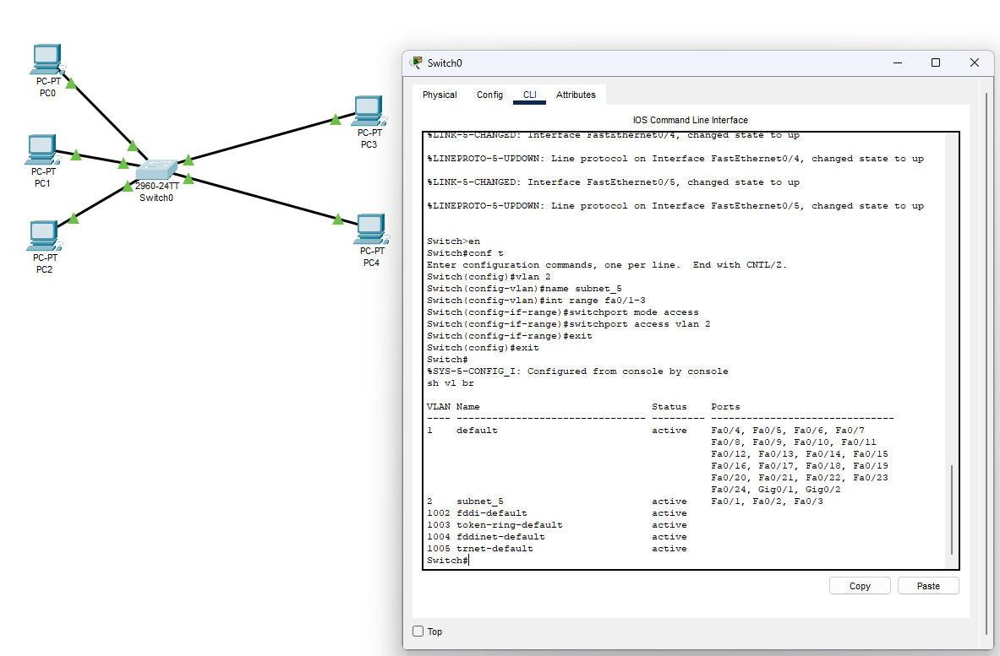 PC-PT
PC0
PC-PT
PC1
PC-PT
PC2
2960-24TT
Switch0
PC-PT
PC3
PC-PT
PC4
Switch0
Physical Config CLI Attributes
IOS Command Line Interface
%LINK-5-CHANGED: Interface FastEthernet0/4, changed state to up
%LINEPROTO-5-UPDOWN: Line protocol on Interface FastEthernet0/4, changed state to up
%LINK-5-CHANGED: Interface FastEthernet0/5, changed state to up
%LINEPROTO-5-UPDOWN: Line protocol on Interface FastEthernet0/5, changed state to up
Switch>en
Switch#conf t
Enter configuration commands, one per line.  End with CNTL/Z.
Switch(config)#vlan 2
Switch(config-vlan)#name subnet_5
Switch(config-vlan)#int range fa0/1-3
Switch(config-if-range)#switchport mode access
Switch(config-if-range)#switchport access vlan 2
Switch(config-if-range)#exit
Switch(config)#exit
Switch#
%SYS-5-CONFIG_I: Configured from console by console
sh vl br
VLAN Name                             Status    Ports
---- -------------------------------- --------- -------------------------------
1    default                          active    Fa0/4, Fa0/5, Fa0/6, Fa0/7
                                                Fa0/8, Fa0/9, Fa0/10, Fa0/11
                                                Fa0/12, Fa0/13, Fa0/14, Fa0/15
                                                Fa0/16, Fa0/17, Fa0/18, Fa0/19
                                                Fa0/20, Fa0/21, Fa0/22, Fa0/23
                                                Fa0/24, Gig0/1, Gig0/2
2    subnet_5                         active    Fa0/1, Fa0/2, Fa0/3
1002 fddi-default                     active
1003 token-ring-default               active
1004 fddinet-default                  active
1005 trnet-default                    active
Switch#
Copy Paste
Top